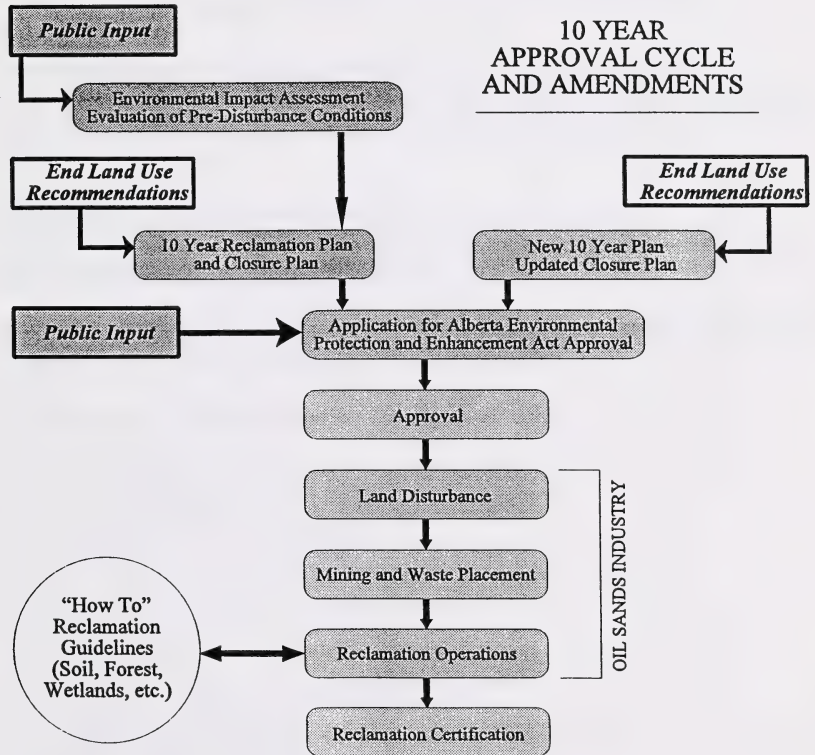 Public Input
10 YEAR
APPROVAL CYCLE
AND AMENDMENTS
Environmental Impact Assessment
Evaluation of Pre-Disturbance Conditions
End Land Use
Recommendations
End Land Use
Recommendations
10 Year Reclamation Plan
and Closure Plan
New 10 Year Plan
Updated Closure Plan
Public Input
Application for Alberta Environmental
Protection and Enhancement Act Approval
Approval
Land Disturbance
Mining and Waste Placement
OIL SANDS INDUSTRY
"How To"
Reclamation
Guidelines
(Soil, Forest,
Wetlands, etc.)
Reclamation Operations
Reclamation Certification